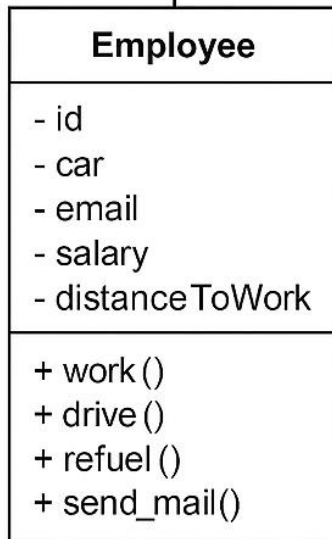 Employee
- id
- car
- email
- salary
- distanceToWork
+ work()
+ drive()
+ refuel()
+ send_mail()